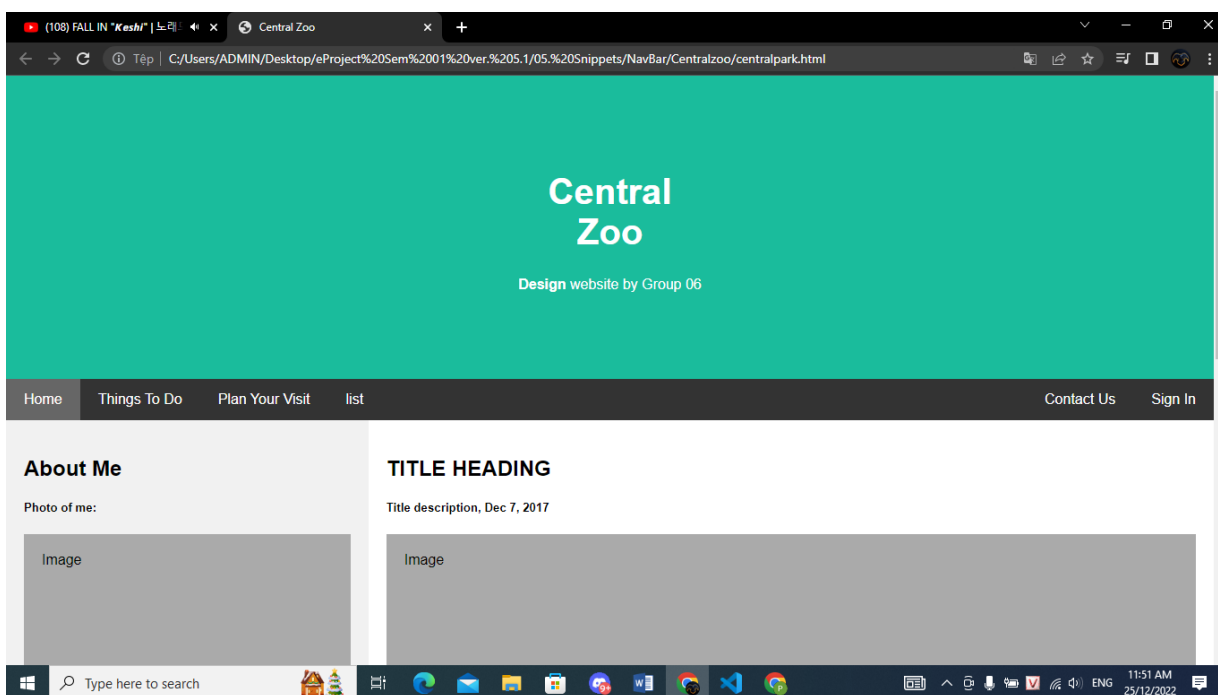 (108) FALL IN "Keshi" | 노래
Central Zoo
Tệp
C:/Users/ADMIN/Desktop/eProject%20Sem%2001%20ver.%205.1/05.%20Snippets/NavBar/Centralzoo/centralpark.html
Central
Zoo
Design website by Group 06
Home Things To Do Plan Your Visit list Contact Us Sign In
About Me
TITLE HEADING
Photo of me:
Title description, Dec 7, 2017
Image
Image
Type here to search
ENG
11:51 AM
25/12/2022